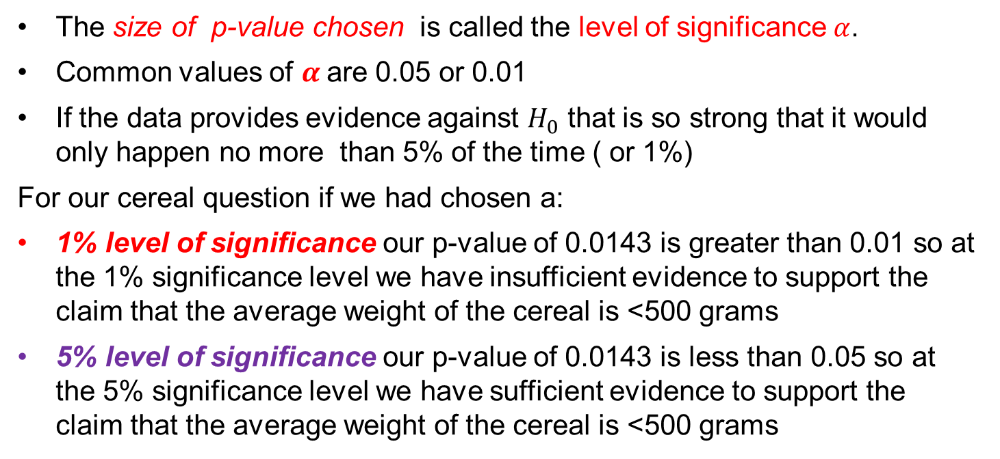 • The size of p-value chosen is called the level of significance α.
• Common values of α are 0.05 or 0.01
• If the data provides evidence against H₀ that is so strong that it would
only happen no more than 5% of the time ( or 1%)
For our cereal question if we had chosen a:
• 1% level of significance our p-value of 0.0143 is greater than 0.01 so at
the 1% significance level we have insufficient evidence to support the
claim that the average weight of the cereal is <500 grams
• 5% level of significance our p-value of 0.0143 is less than 0.05 so at
the 5% significance level we have sufficient evidence to support the
claim that the average weight of the cereal is <500 grams